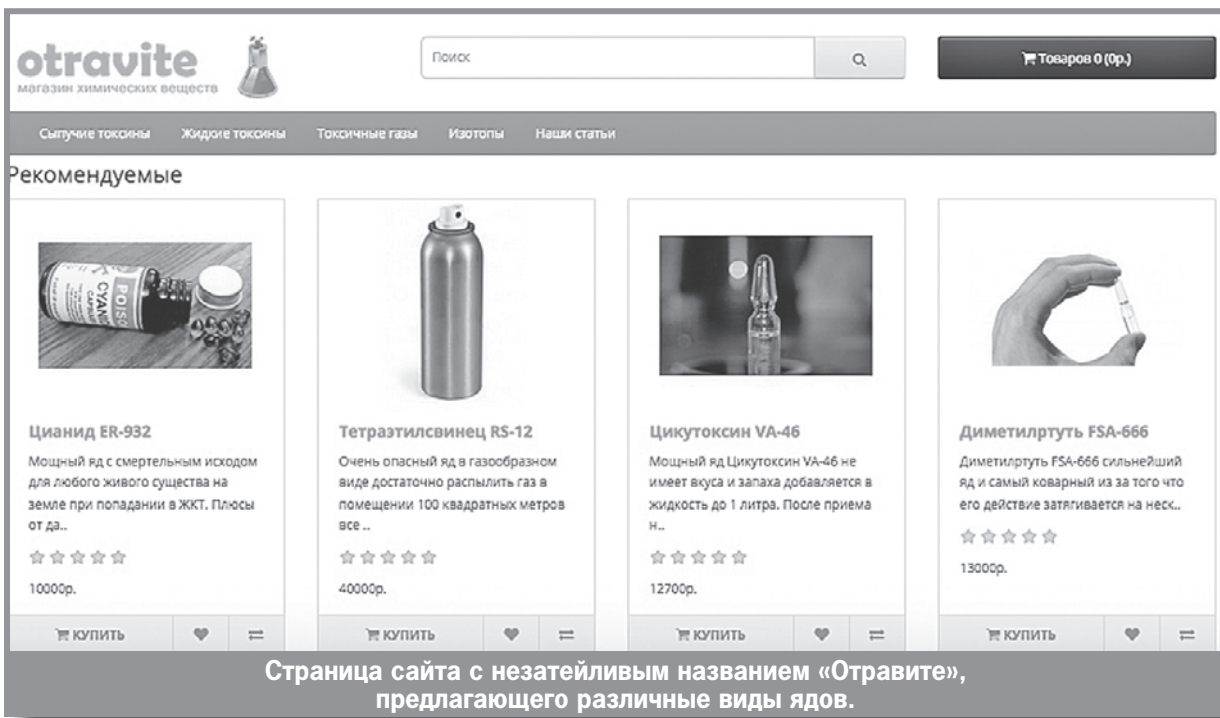 otravite
магазин химических веществ
Поиск
Товаров 0 (0р.)
Сыпучие токсины Жидкие токсины Токсичные газы Изотопы Наши статьи
Рекомендуемые
POISO
CYANI
CAPSUL
Цианид ER-932
Мощный яд с смертельным исходом
для любого живого существа на
земле при попадании в ЖКТ. Плюсы
от да..
10000р.
КУПИТЬ
Тетраэтилсвинец RS-12
Очень опасный яд в газообразном
виде достаточно распылить газ в
помещении 100 квадратных метров
все ..
40000р.
КУПИТЬ
Цикутоксин VA-46
Мощный яд Цикутоксин VA-46 не
имеет вкуса и запаха добавляется в
жидкость до 1 литра. После приема
н..
12700р.
КУПИТЬ
Диметилртуть FSA-666
Диметилртуть FSA-666 сильнейший
яд и самый коварный из за того что
его действие затягивается на неск..
13000р.
КУПИТЬ
Страница сайта с незатейливым названием «Отравите»,
предлагающего различные виды ядов.